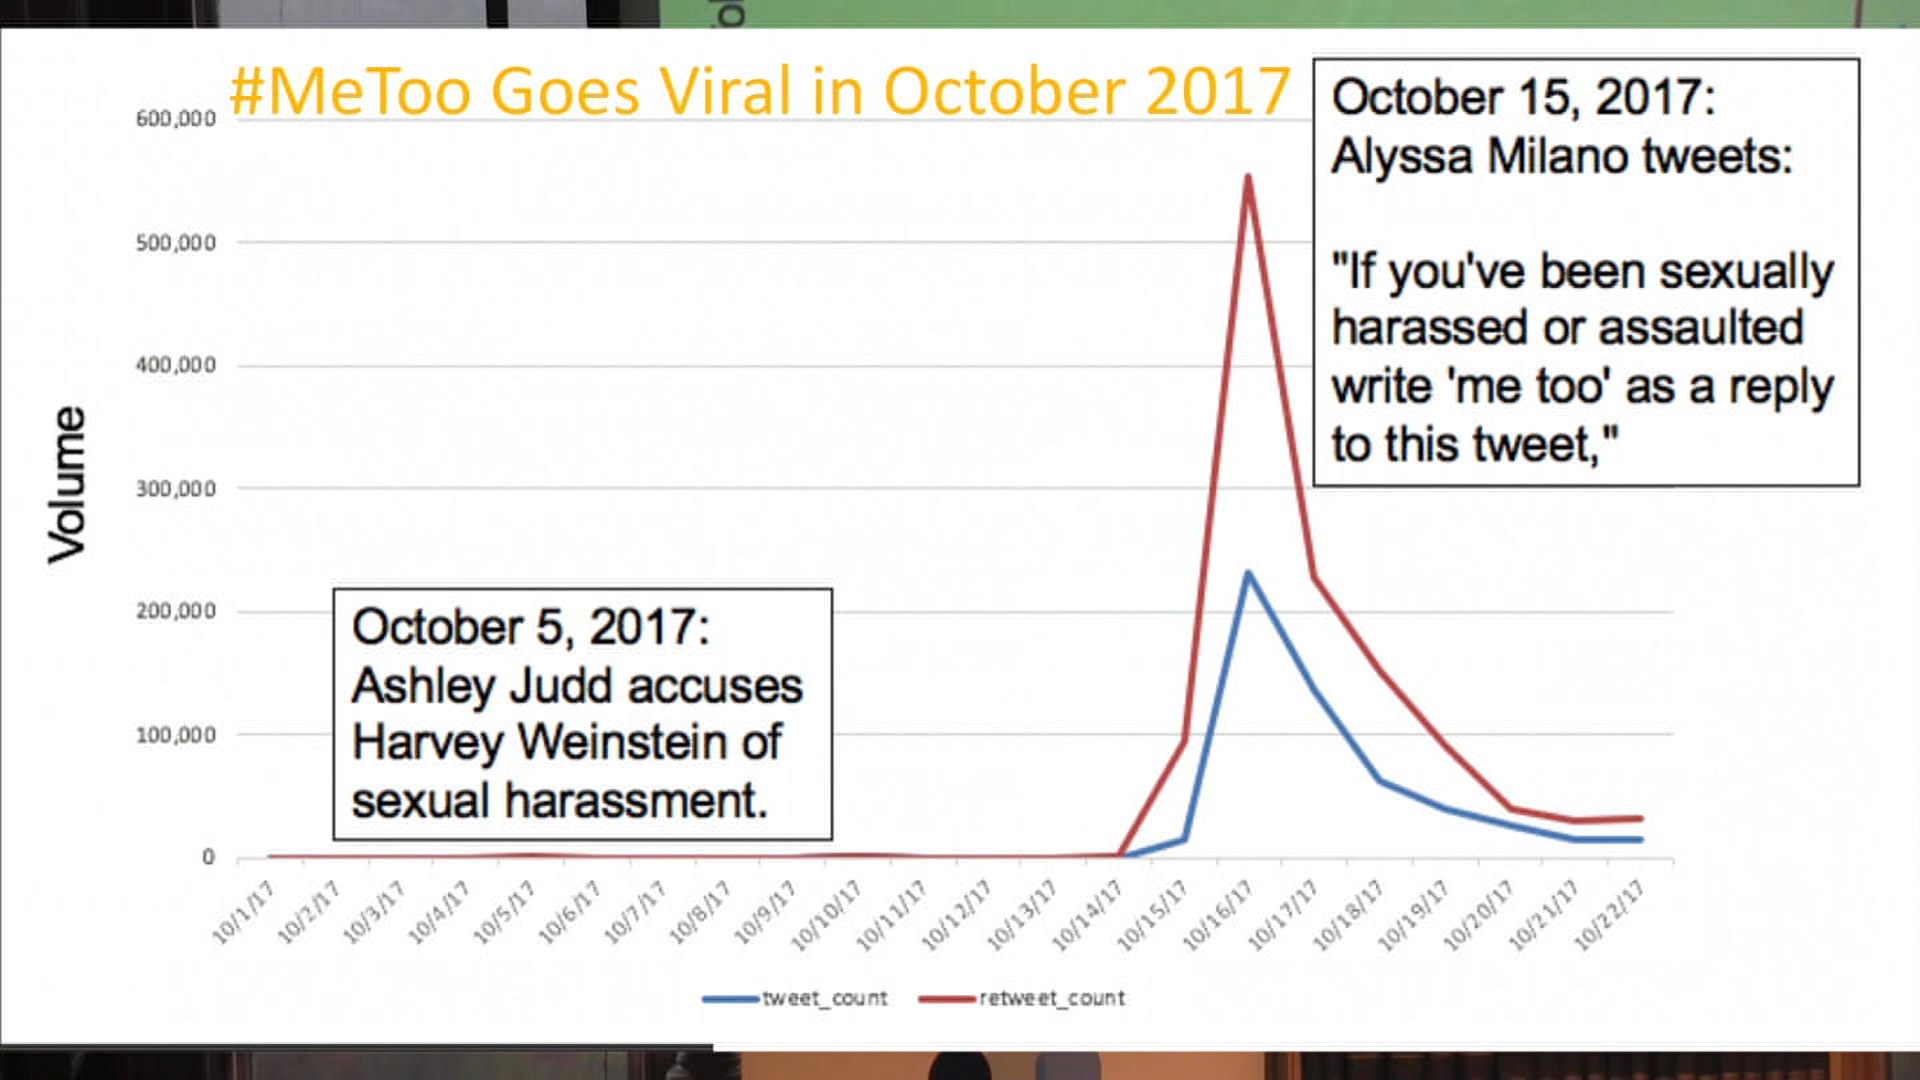 #MeToo Goes Viral in October 2017
October 15, 2017:
Alyssa Milano tweets:
"If you've been sexually
harassed or assaulted
write 'me too' as a reply
to this tweet,"
October 5, 2017:
Ashley Judd accuses
Harvey Weinstein of
sexual harassment.
Volume
600,000
500,000
400,000
300,000
200,000
100,000
0
10/1/17
10/2/17
10/3/17
10/4/17
10/5/17
10/6/17
10/7/17
10/8/17
10/9/17
10/10/17
10/11/17
10/12/17
10/13/17
10/14/17
10/15/17
10/16/17
10/17/17
10/18/17
10/19/17
10/20/17
10/21/17
10/22/17
tweet_count
retweet_count